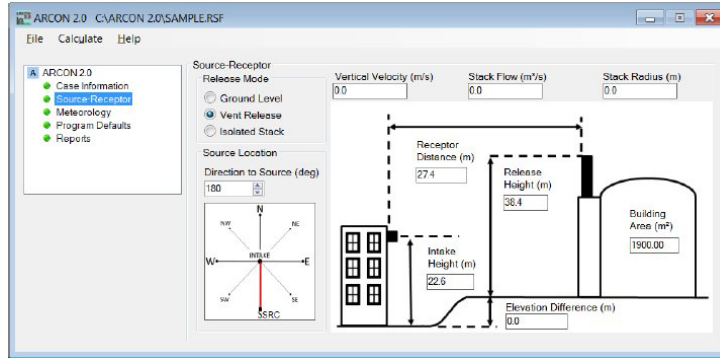 ARCON 2.0 C:\ARCON 2.0\SAMPLE.RSF
File Calculate Help
ARCON 2.0
Case Information
Source-Receptor
Meteorology
Program Defaults
Reports
Source-Receptor
Release Mode
Ground Level
Vent Release
Isolated Stack
Source Location
Direction to Source (deg)
180
N
NW NE
INTAKE
W E
SW SE
SSRC
Vertical Velocity (m/s)
0.0
Stack Flow (m³/s)
0.0
Stack Radius (m)
0.0
Receptor
Distance (m)
27.4
Release
Height (m)
38.4
Building
Area (m²)
1900.00
Intake
Height (m)
22.6
Elevation Difference (m)
0.0